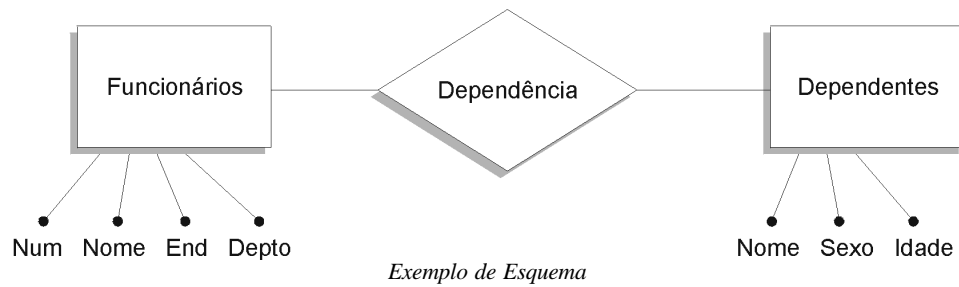 Funcionários
Dependência
Dependentes
Num Nome End Depto
Nome Sexo Idade
Exemplo de Esquema